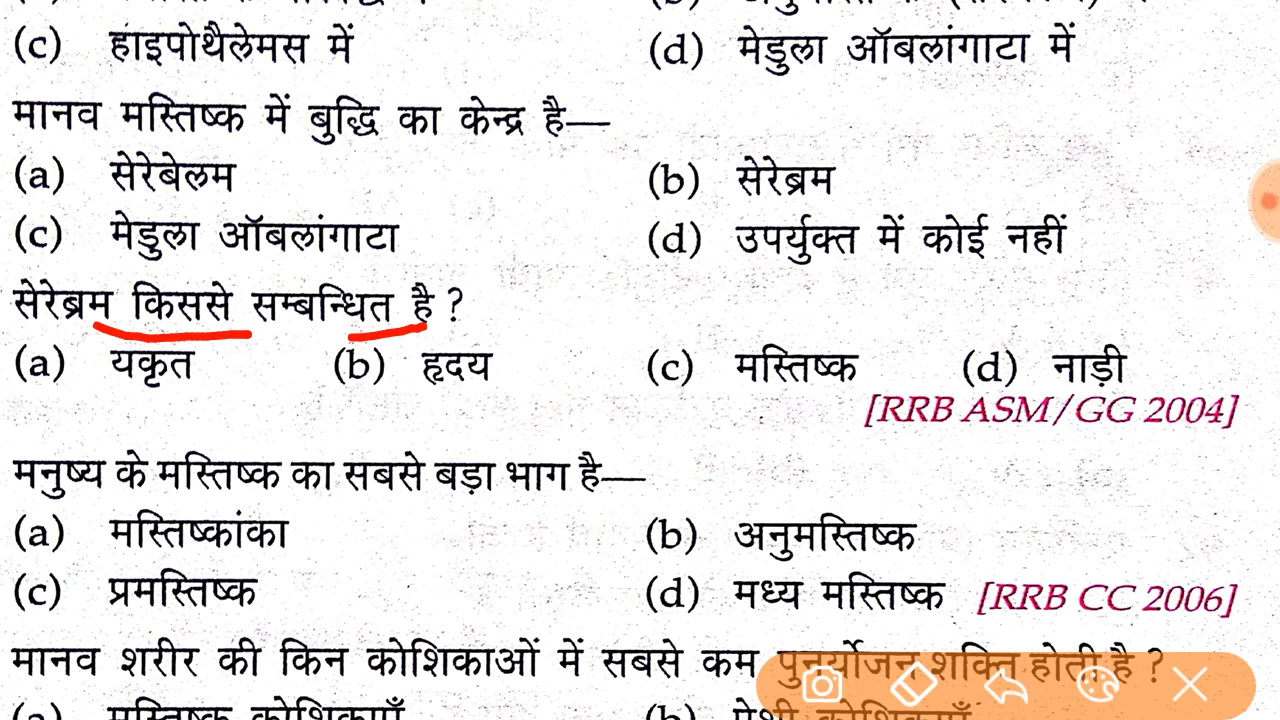 (c) हाइपोथैलेमस में (d) मेडुला ऑबलांगाटा में
मानव मस्तिष्क में बुद्धि का केन्द्र है—
(a) सेरेबेलम (b) सेरेब्रम
(c) मेडुला ऑबलांगाटा (d) उपर्युक्त में कोई नहीं
सेरेब्रम किससे सम्बन्धित है ?
(a) यकृत (b) हृदय (c) मस्तिष्क (d) नाड़ी
[RRB ASM/GG 2004]
मनुष्य के मस्तिष्क का सबसे बड़ा भाग है—
(a) मस्तिष्कांका (b) अनुमस्तिष्क
(c) प्रमस्तिष्क (d) मध्य मस्तिष्क [RRB CC 2006]
मानव शरीर की किन कोशिकाओं में सबसे कम पुनर्योजन शक्ति होती है ?
(a) मस्तिष्क कोशिकाएँ (b) पेशी कोशिकाएँ